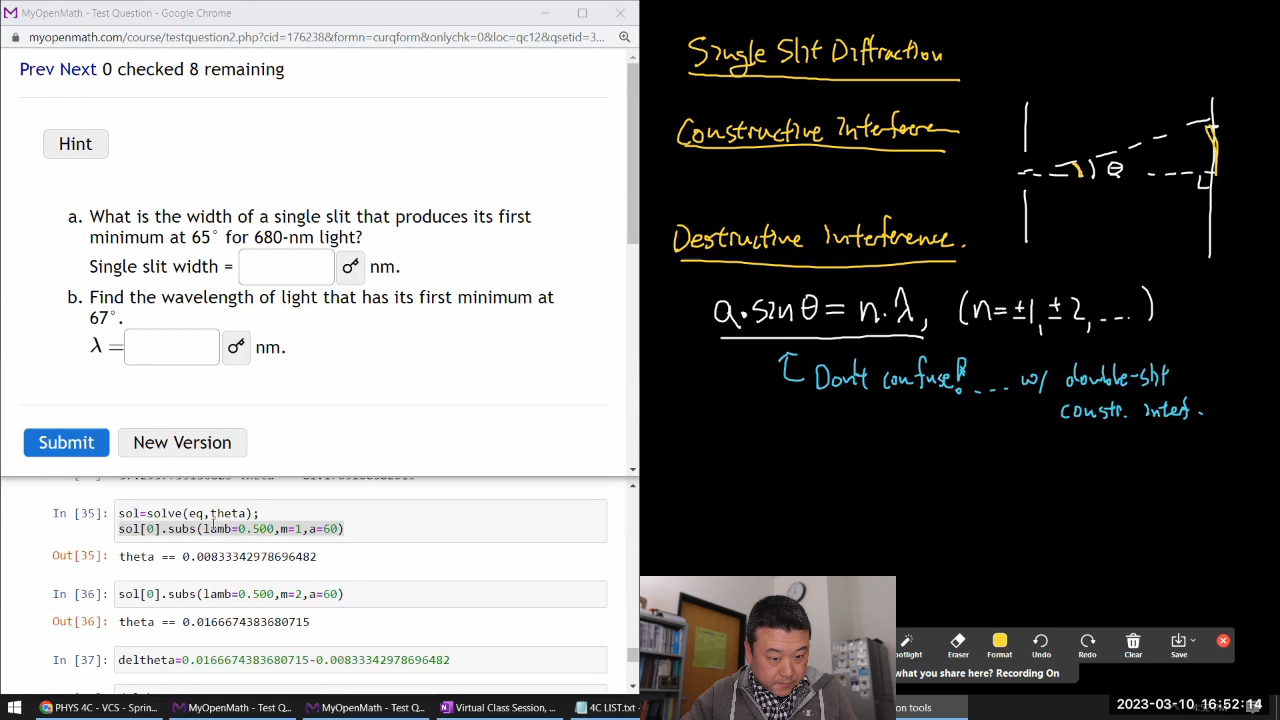 MyOpenMath - TestQuestion - Google Chrome
myopenmath.com/course/testquestion2.php?cid=176238&formn=curqform&onlychk=0&loc=qc12&qsetid=3...
Prev Next 0 checked 8 remaining
Hint
a. What is the width of a single slit that produces its first
minimum at 65° for 680-nm light?
Single slit width = nm.
b. Find the wavelength of light that has its first minimum at
67°.
λ = nm.
Submit New Version
In [35] sol=solve(eq,theta);
sol[0].subs(lamb=0.500,m=1,a=60)
Out[35]: theta == 0.00833342978696482
In [36] sol[0].subs(lamb=0.500,m=2,a=60)
Out[36]: theta == 0.0166674383680715
In [37] deltheta=0.0166674383680715-0.00833342978696482
Single Slit Diffraction
Constructive Interferen
θ
Destructive Interference.
a·sinθ = n·λ, (n=±1, ±2, ....)
Don't confuse! .... w/ double-slit
constr. interf.
potlight Eraser Format Undo Redo Clear Save
what you share here? Recording On
PHYS 4C - VCS - Sprin... MyOpenMath - Test Q... MyOpenMath - Test Q... Virtual Class Session, ... 4C LIST.txt - on tools
2023-03-10 16:52:14